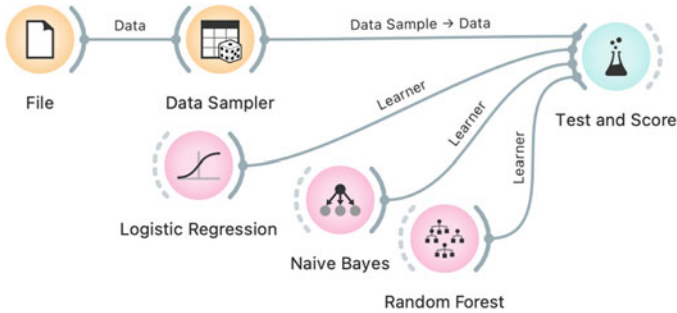 Data
Data Sample → Data
File
Data Sampler
Test and Score
Learner
Learner
Learner
Logistic Regression
Naive Bayes
Random Forest